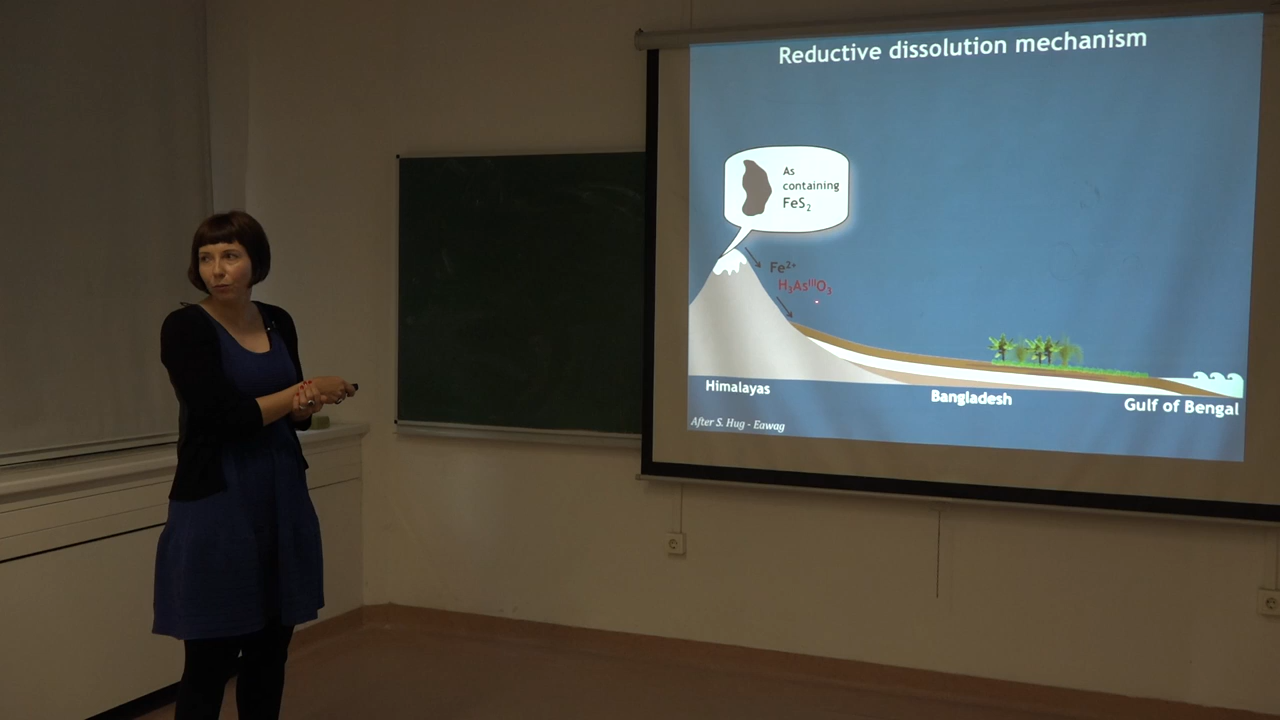 Reductive dissolution mechanism
As
containing
FeS₂
Fe²⁺
H₃AsᴵᴵᴵO₃
Himalayas
Bangladesh
Gulf of Bengal
After S. Hug - Eawag